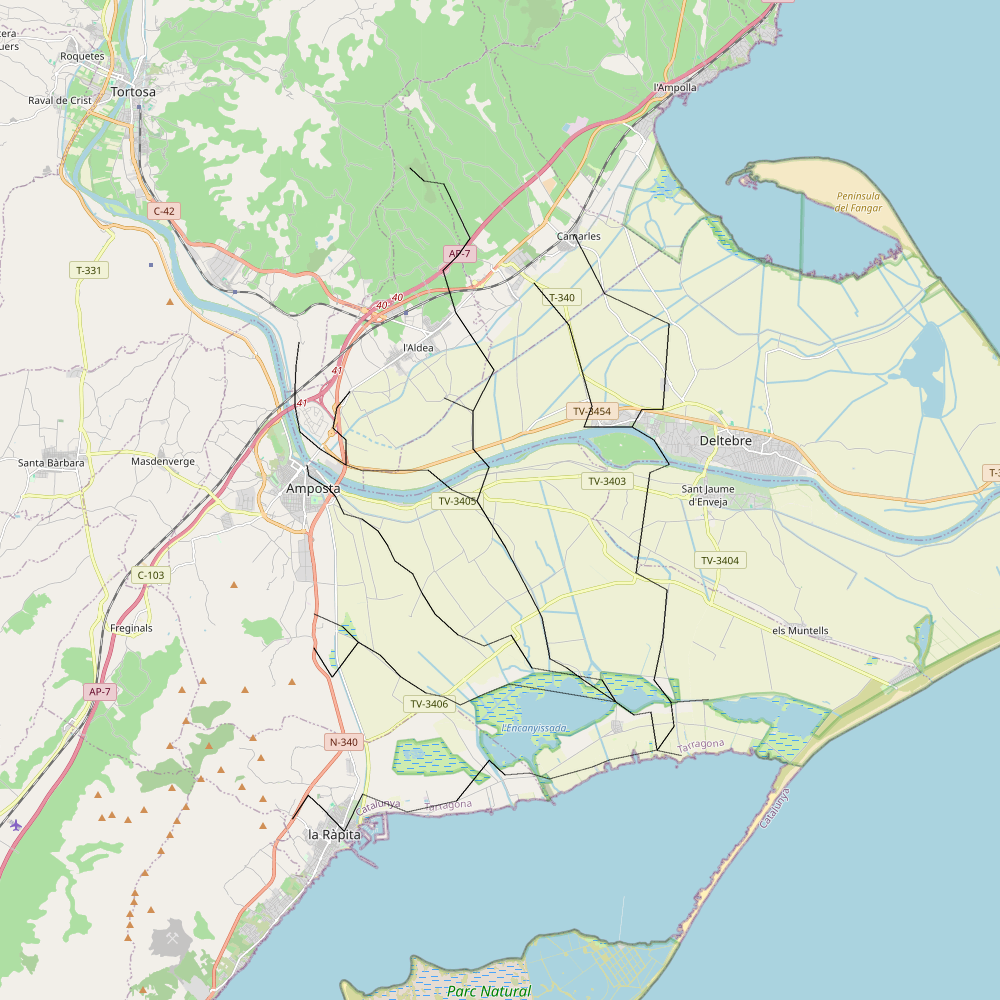 cera
uers
Roquetes
Tortosa
Raval de Crist
l'Ampolla
Península
del Fangar
C-42
Camarles
AP-7
T-331
T-340
40
40
l'Aldea
41
41
TV-3454
Deltebre
Santa Bàrbara
Masdenverge
T-3
Amposta
TV-3405
TV-3403
Sant Jaume
d'Enveja
TV-3404
C-103
Freginals
els Muntells
AP-7
TV-3406
l'Encanyissada
N-340
Tarragona
Catalunya
Tarragona
Catalunya
la Ràpita
Parc Natural